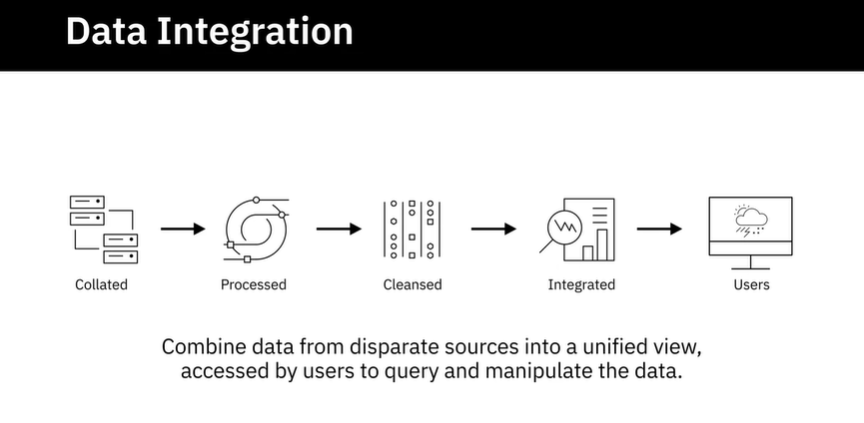 Data Integration
Collated
Processed
Cleansed
Integrated
Users
Combine data from disparate sources into a unified view,
accessed by users to query and manipulate the data.